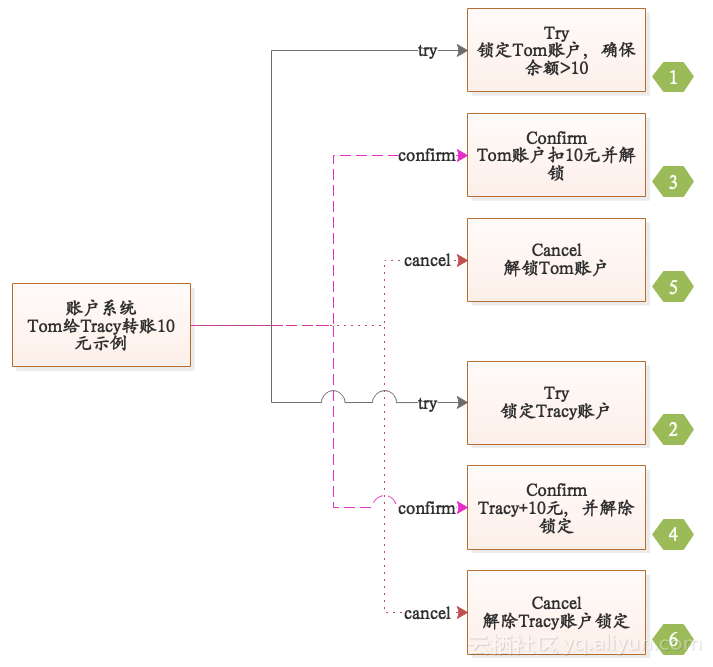 try
Try
锁定Tom账户，确保
余额>10
1
confirm
Confirm
Tom账户扣10元并解
锁
3
cancel
Cancel
解锁Tom账户
5
账户系统
Tom给Tracy转账10
元示例
try
Try
锁定Tracy账户
2
confirm
Confirm
Tracy+10元，并解除
锁定
4
cancel
Cancel
解除Tracy账户锁定
6
云栖社区 yq.aliyun.com